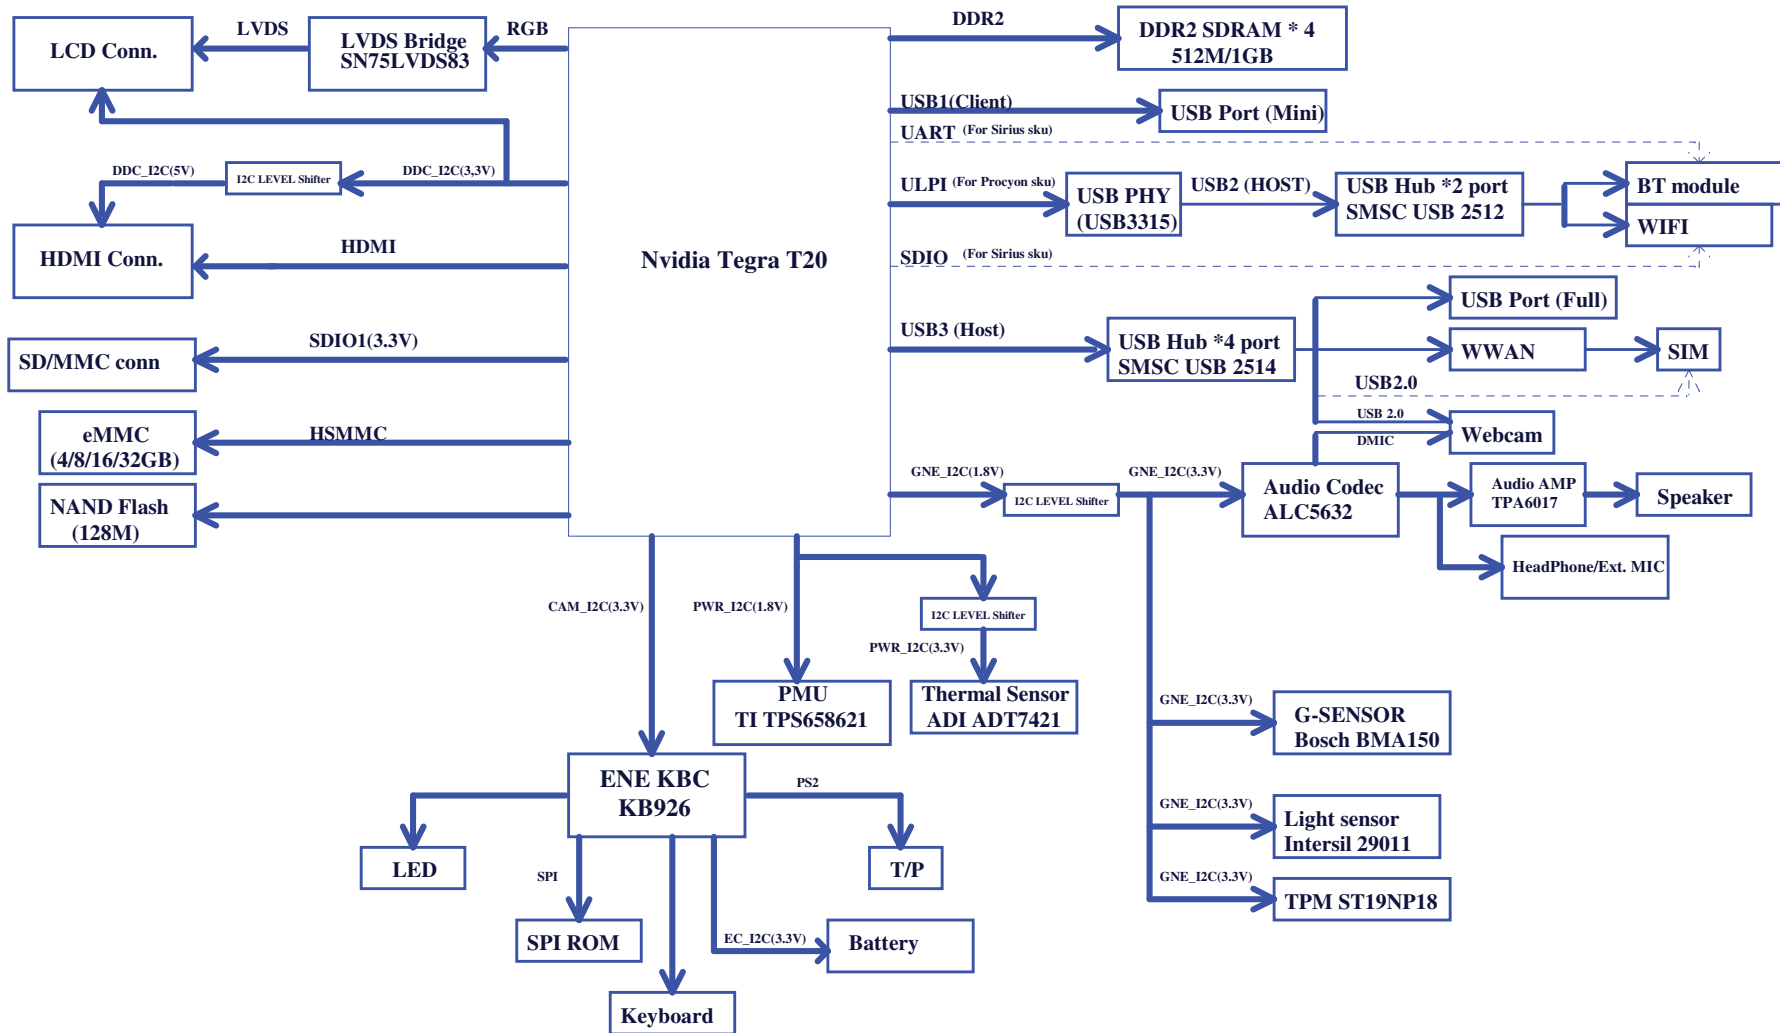 LCD Conn.
LVDS
LVDS Bridge
SN75LVDS83
RGB
DDC_I2C(5V)
I2C LEVEL Shifter
DDC_I2C(3,3V)
HDMI Conn.
HDMI
SD/MMC conn
SDIO1(3.3V)
eMMC
(4/8/16/32GB)
HSMMC
NAND Flash
(128M)
Nvidia Tegra T20
DDR2
DDR2 SDRAM * 4
512M/1GB
USB1(Client)
USB Port (Mini)
UART (For Sirius sku)
ULPI (For Procyon sku)
USB PHY
(USB3315)
USB2 (HOST)
USB Hub *2 port
SMSC USB 2512
BT module
WIFI
SDIO (For Sirius sku)
USB3 (Host)
USB Hub *4 port
SMSC USB 2514
USB Port (Full)
WWAN
SIM
USB2.0
USB 2.0
DMIC
Webcam
GNE_I2C(1.8V)
I2C LEVEL Shifter
GNE_I2C(3.3V)
Audio Codec
ALC5632
Audio AMP
TPA6017
Speaker
HeadPhone/Ext. MIC
CAM_I2C(3.3V)
PWR_I2C(1.8V)
I2C LEVEL Shifter
PWR_I2C(3.3V)
PMU
TI TPS658621
Thermal Sensor
ADI ADT7421
GNE_I2C(3.3V)
G-SENSOR
Bosch BMA150
GNE_I2C(3.3V)
Light sensor
Intersil 29011
GNE_I2C(3.3V)
TPM ST19NP18
ENE KBC
KB926
PS2
LED
SPI
T/P
SPI ROM
EC_I2C(3.3V)
Battery
Keyboard